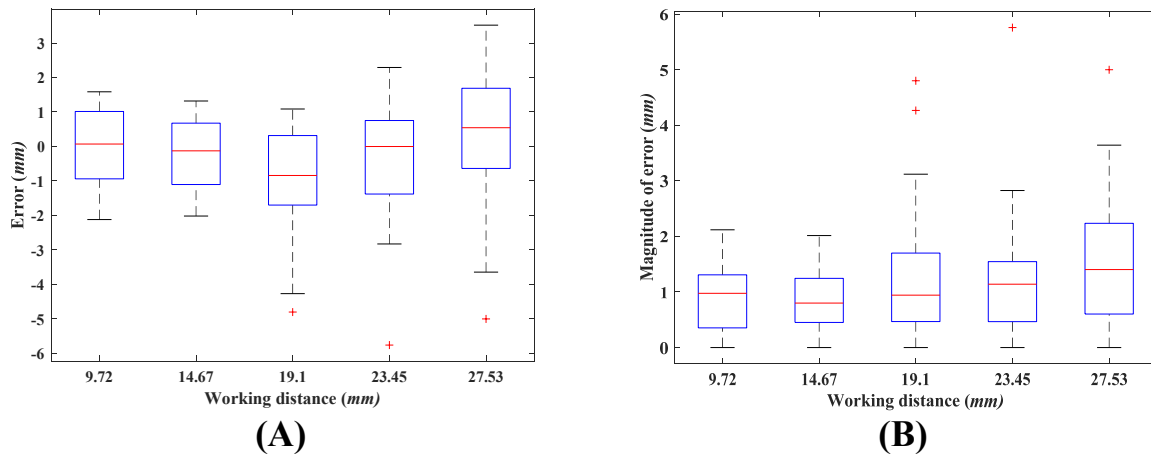 3
2
1
0
-1
-2
-3
-4
-5
-6
Error (mm)
9.72 14.67 19.1 23.45 27.53
Working distance (mm)
(A)
6
5
4
3
2
1
0
Magnitude of error (mm)
9.72 14.67 19.1 23.45 27.53
Working distance (mm)
(B)